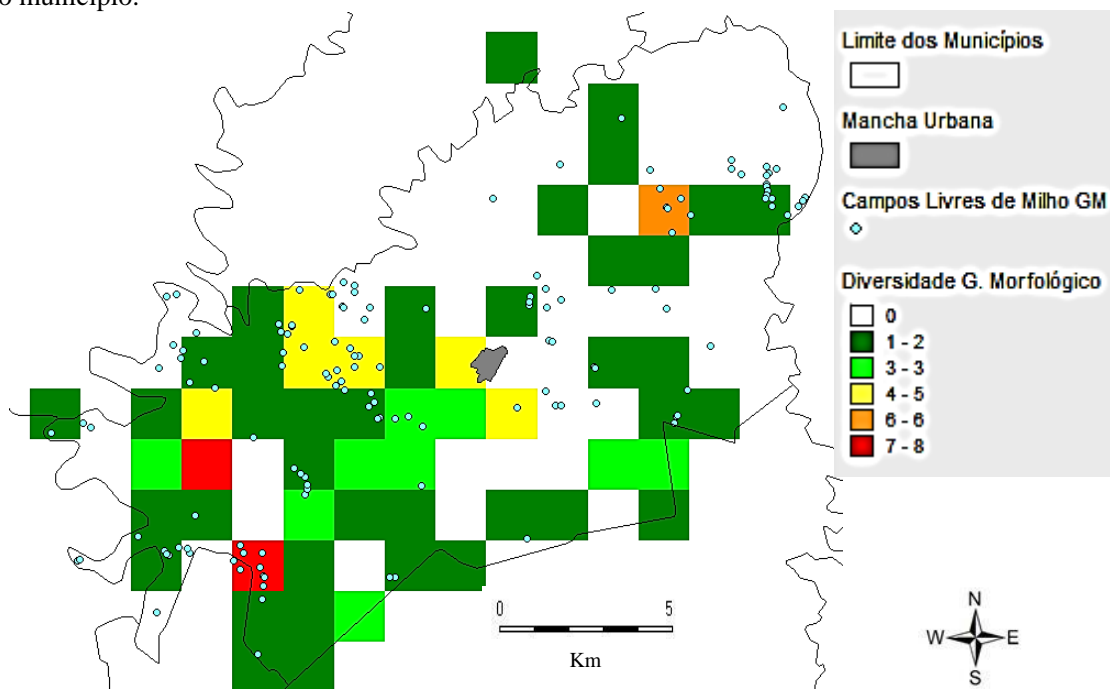 o município.
Limite dos Municípios
Mancha Urbana
Campos Livres de Milho GM
Diversidade G. Morfológico
0
1 - 2
3 - 3
4 - 5
6 - 6
7 - 8
0 5
Km
N
W E
S